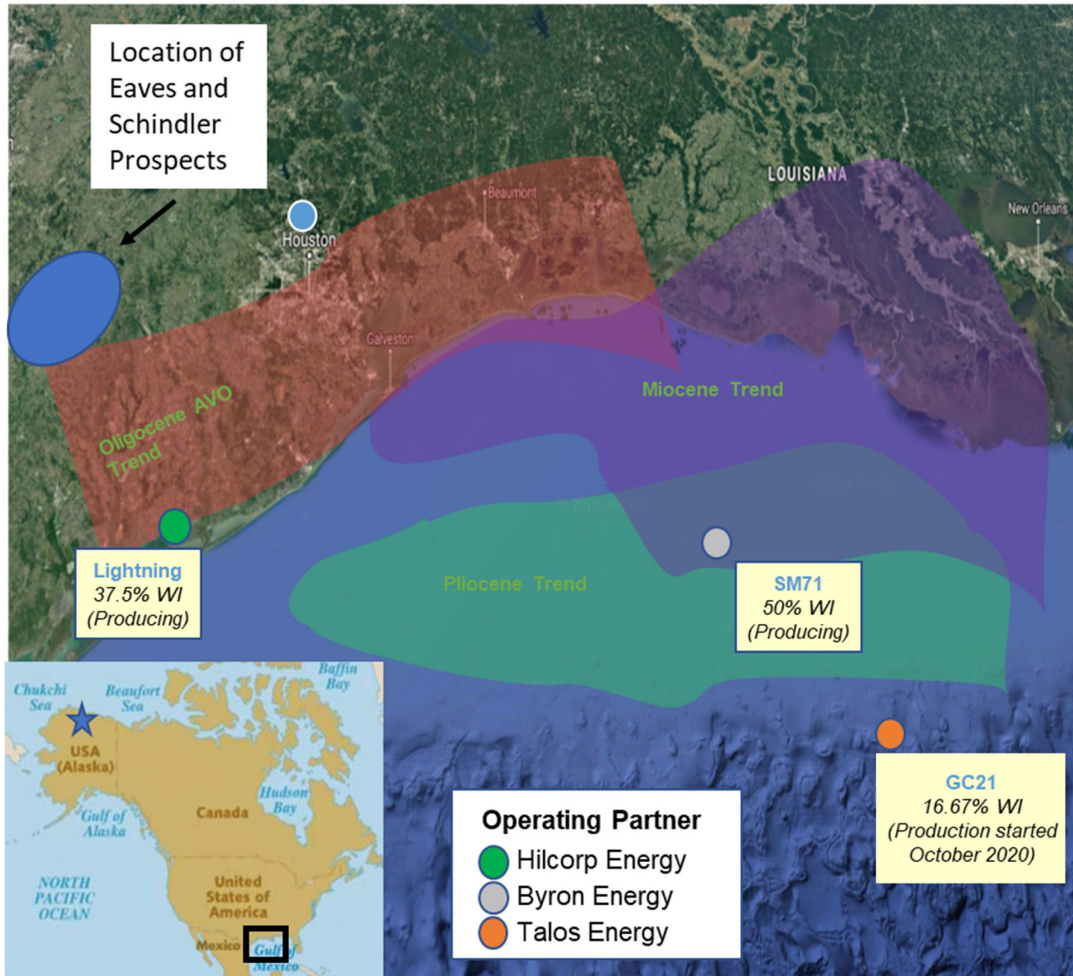 Location of
Eaves and
Schindler
Prospects
LOUISIANA
Beaumont
New Orleans
Houston
Galveston
Miocene Trend
Oligocene AVO
Trend
Pliocene Trend
Lightning
37.5% WI
(Producing)
SM71
50% WI
(Producing)
GC21
16.67% WI
(Production started
October 2020)
Operating Partner
Hilcorp Energy
Byron Energy
Talos Energy
Baffin
Bay
Chukchi
Sea
Beaufort
Sea
USA
(Alaska)
Gulf of
Alaska
Hudson
Bay
Canada
NORTH
PACIFIC
OCEAN
United
States of
America
Mexico
Gulf of
Mexico